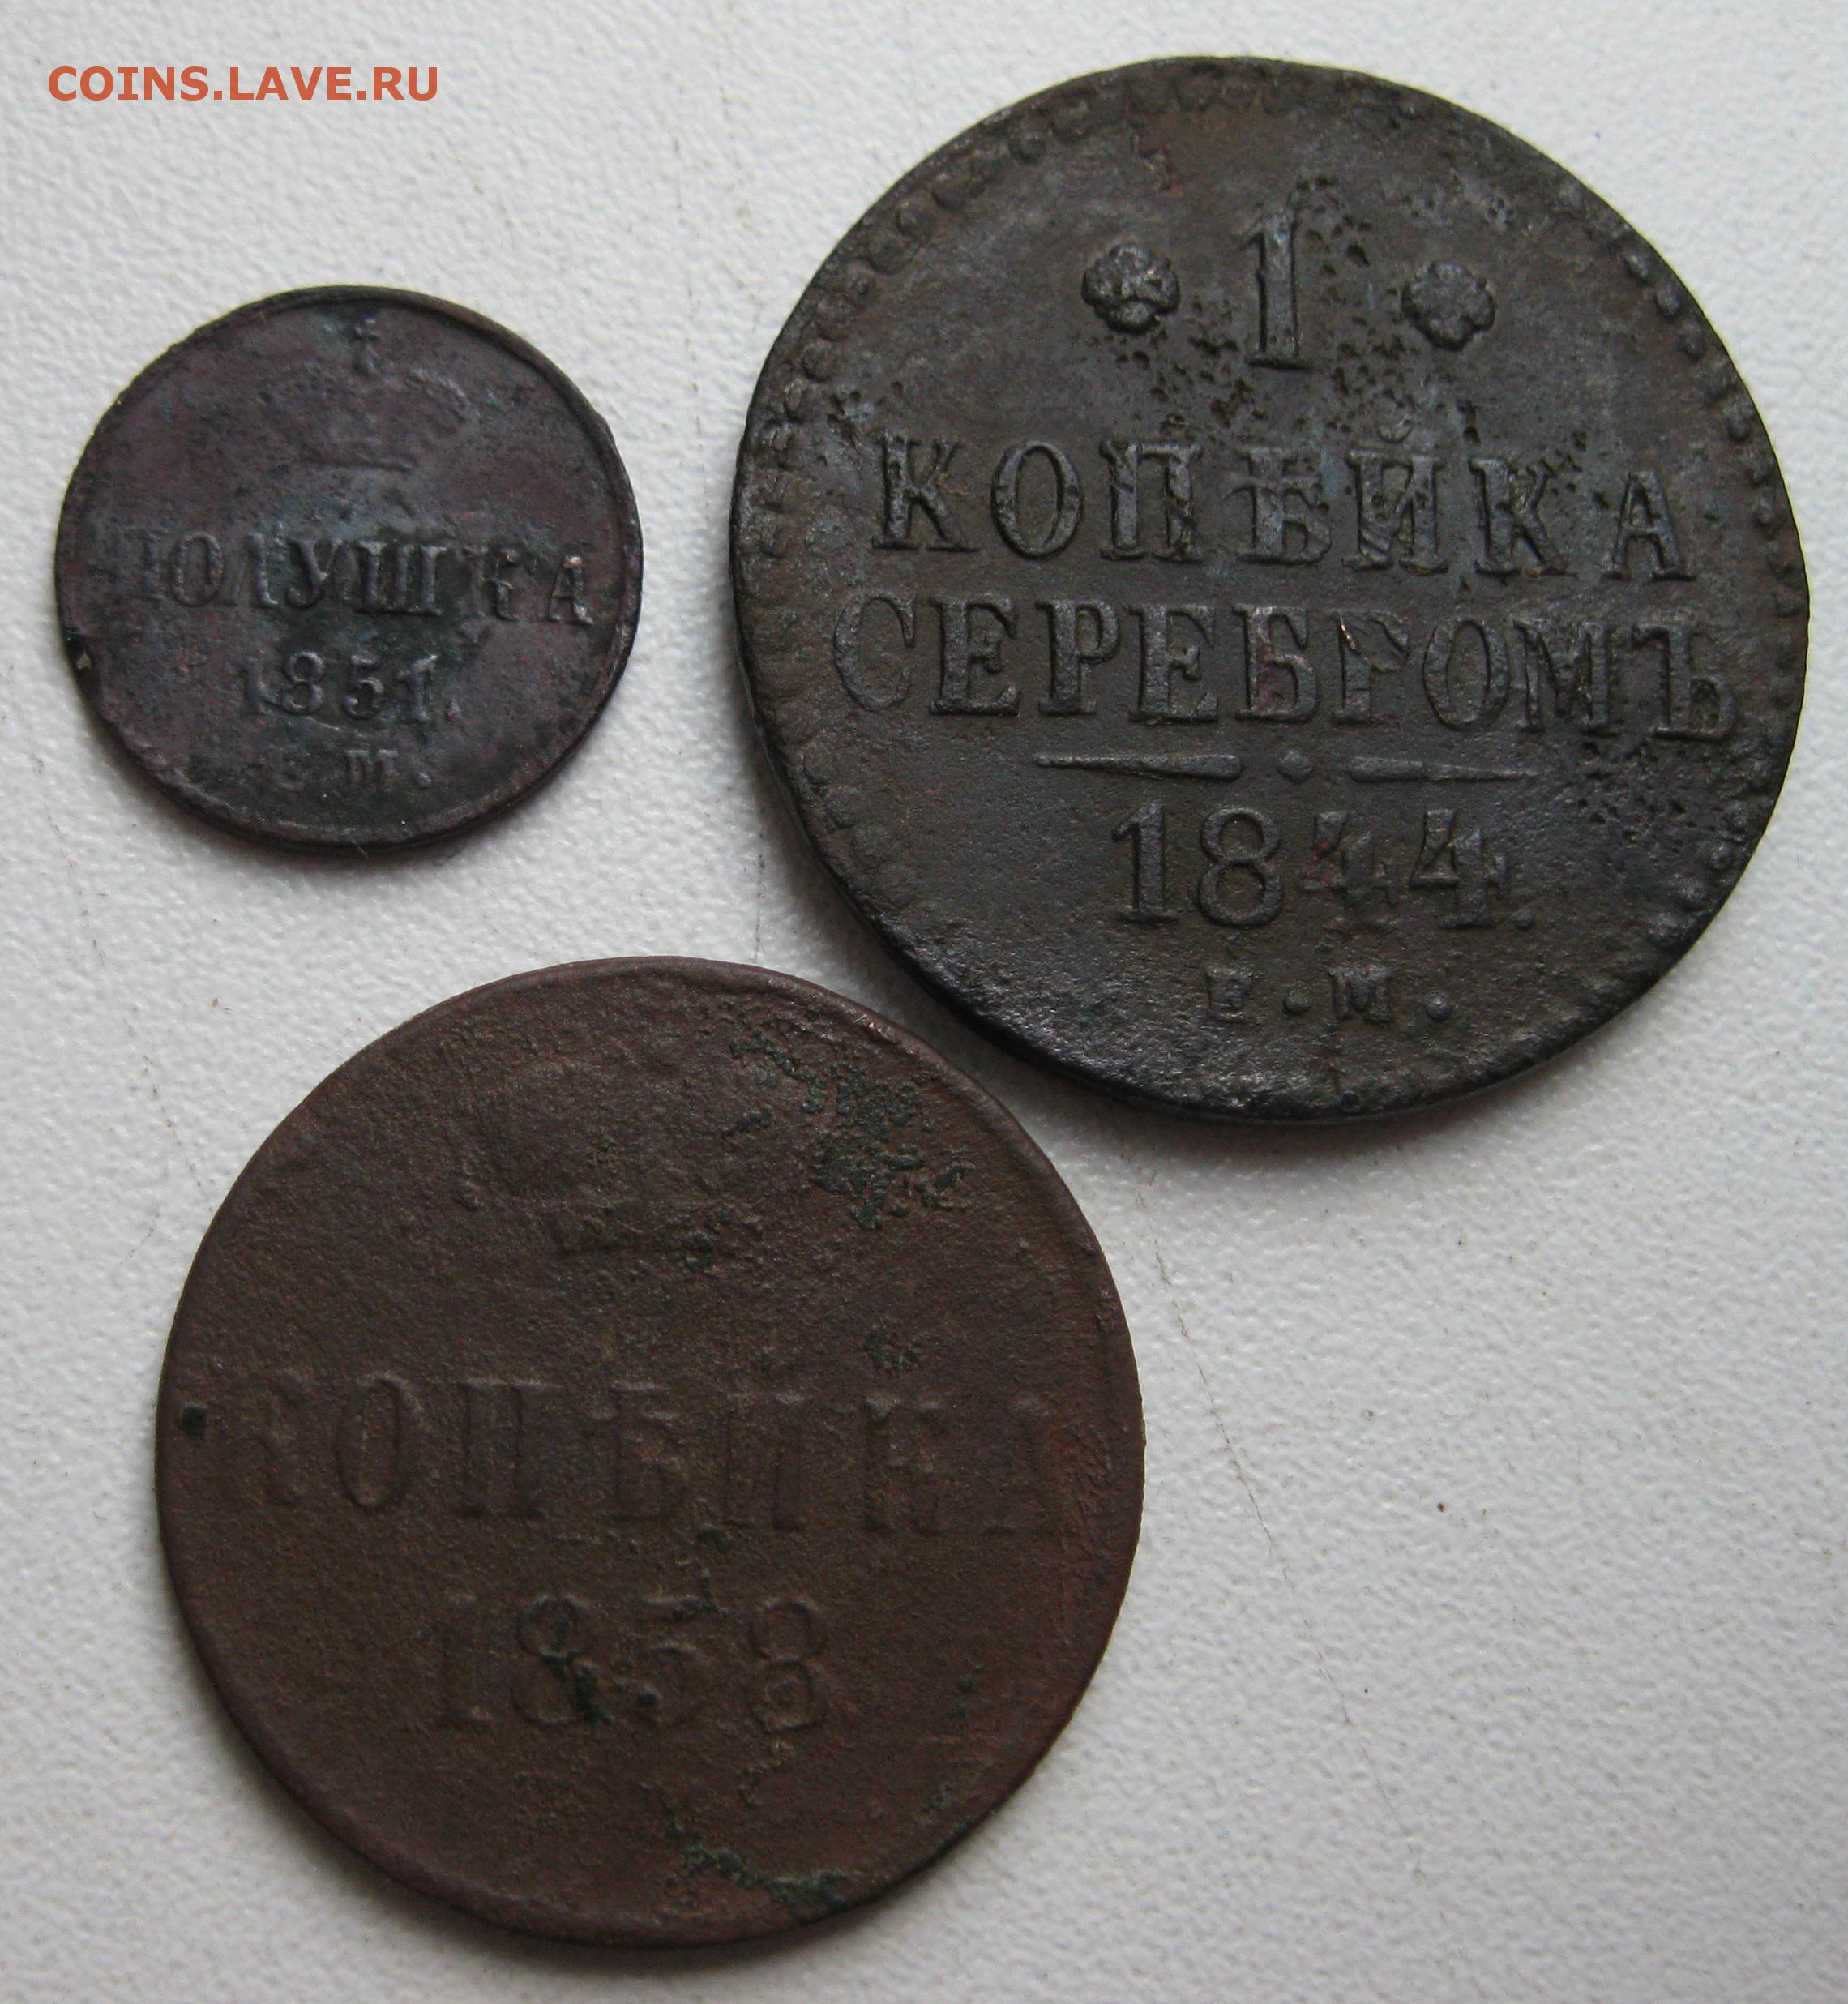 COINS.LAVE.RU
ПОЛУШКА
1851.
Е.М.
1
КОПѢЙКА
СЕРЕБРОМЪ
1844.
Е.М.
КОПѢЙКА
1858